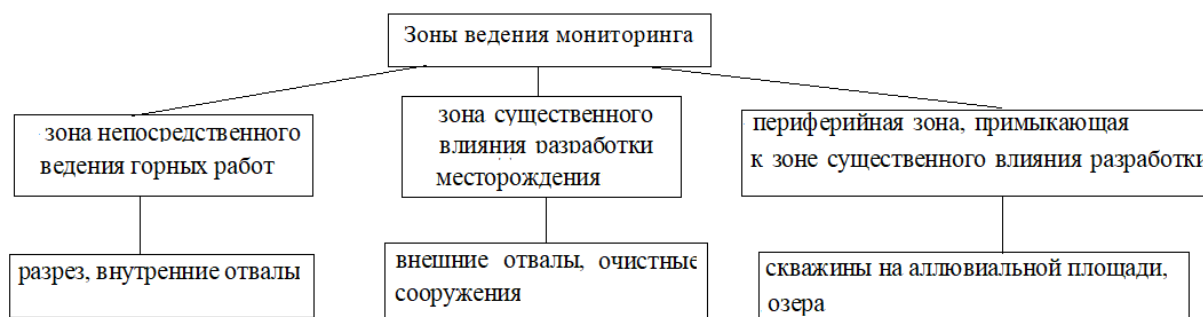 Зоны ведения мониторинга
зона непосредственного
ведения горных работ
зона существенного
влияния разработки
месторождения
периферийная зона, примыкающая
к зоне существенного влияния разработки
разрез, внутренние отвалы
внешние отвалы, очистные
сооружения
скважины на аллювиальной площади,
озера